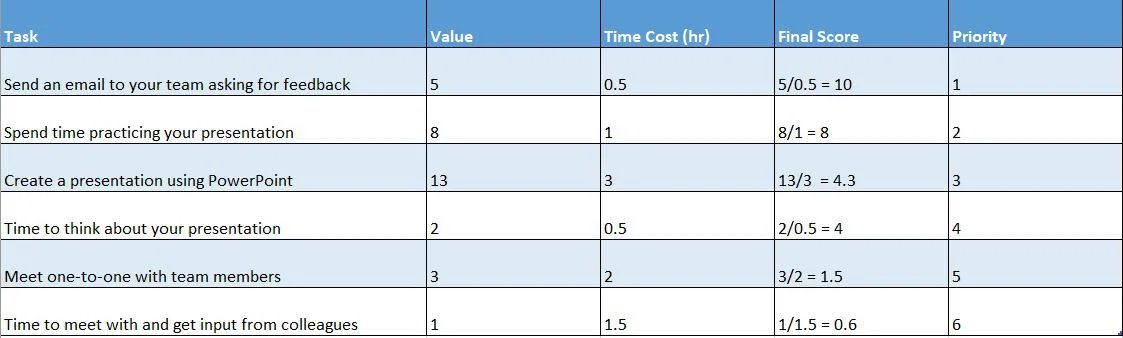 Task Value Time Cost (hr) Final Score Priority
Send an email to your team asking for feedback 5 0.5 5/0.5 = 10 1
Spend time practicing your presentation 8 1 8/1 = 8 2
Create a presentation using PowerPoint 13 3 13/3  = 4.3 3
Time to think about your presentation 2 0.5 2/0.5 = 4 4
Meet one-to-one with team members 3 2 3/2 = 1.5 5
Time to meet with and get input from colleagues 1 1.5 1/1.5 = 0.6 6